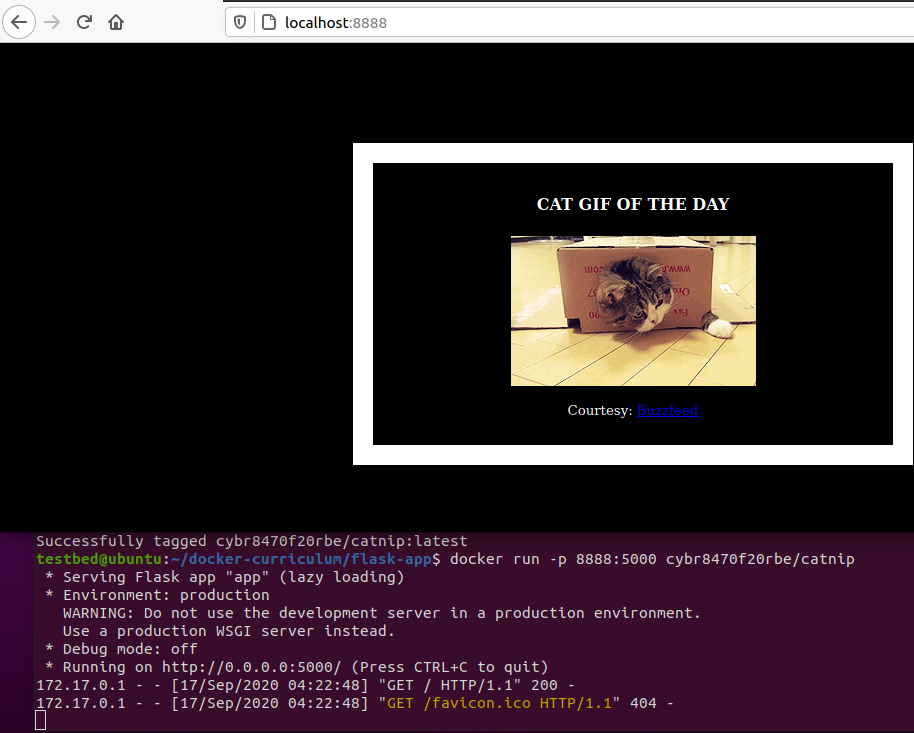 localhost:8888
CAT GIF OF THE DAY
Courtesy: Buzzfeed
Successfully tagged cybr8470f20rbe/catnip:latest
testbed@ubuntu:~/docker-curriculum/flask-app$ docker run -p 8888:5000 cybr8470f20rbe/catnip
 * Serving Flask app "app" (lazy loading)
 * Environment: production
   WARNING: Do not use the development server in a production environment.
   Use a production WSGI server instead.
 * Debug mode: off
 * Running on http://0.0.0.0:5000/ (Press CTRL+C to quit)
172.17.0.1 - - [17/Sep/2020 04:22:48] "GET / HTTP/1.1" 200 -
172.17.0.1 - - [17/Sep/2020 04:22:48] "GET /favicon.ico HTTP/1.1" 404 -